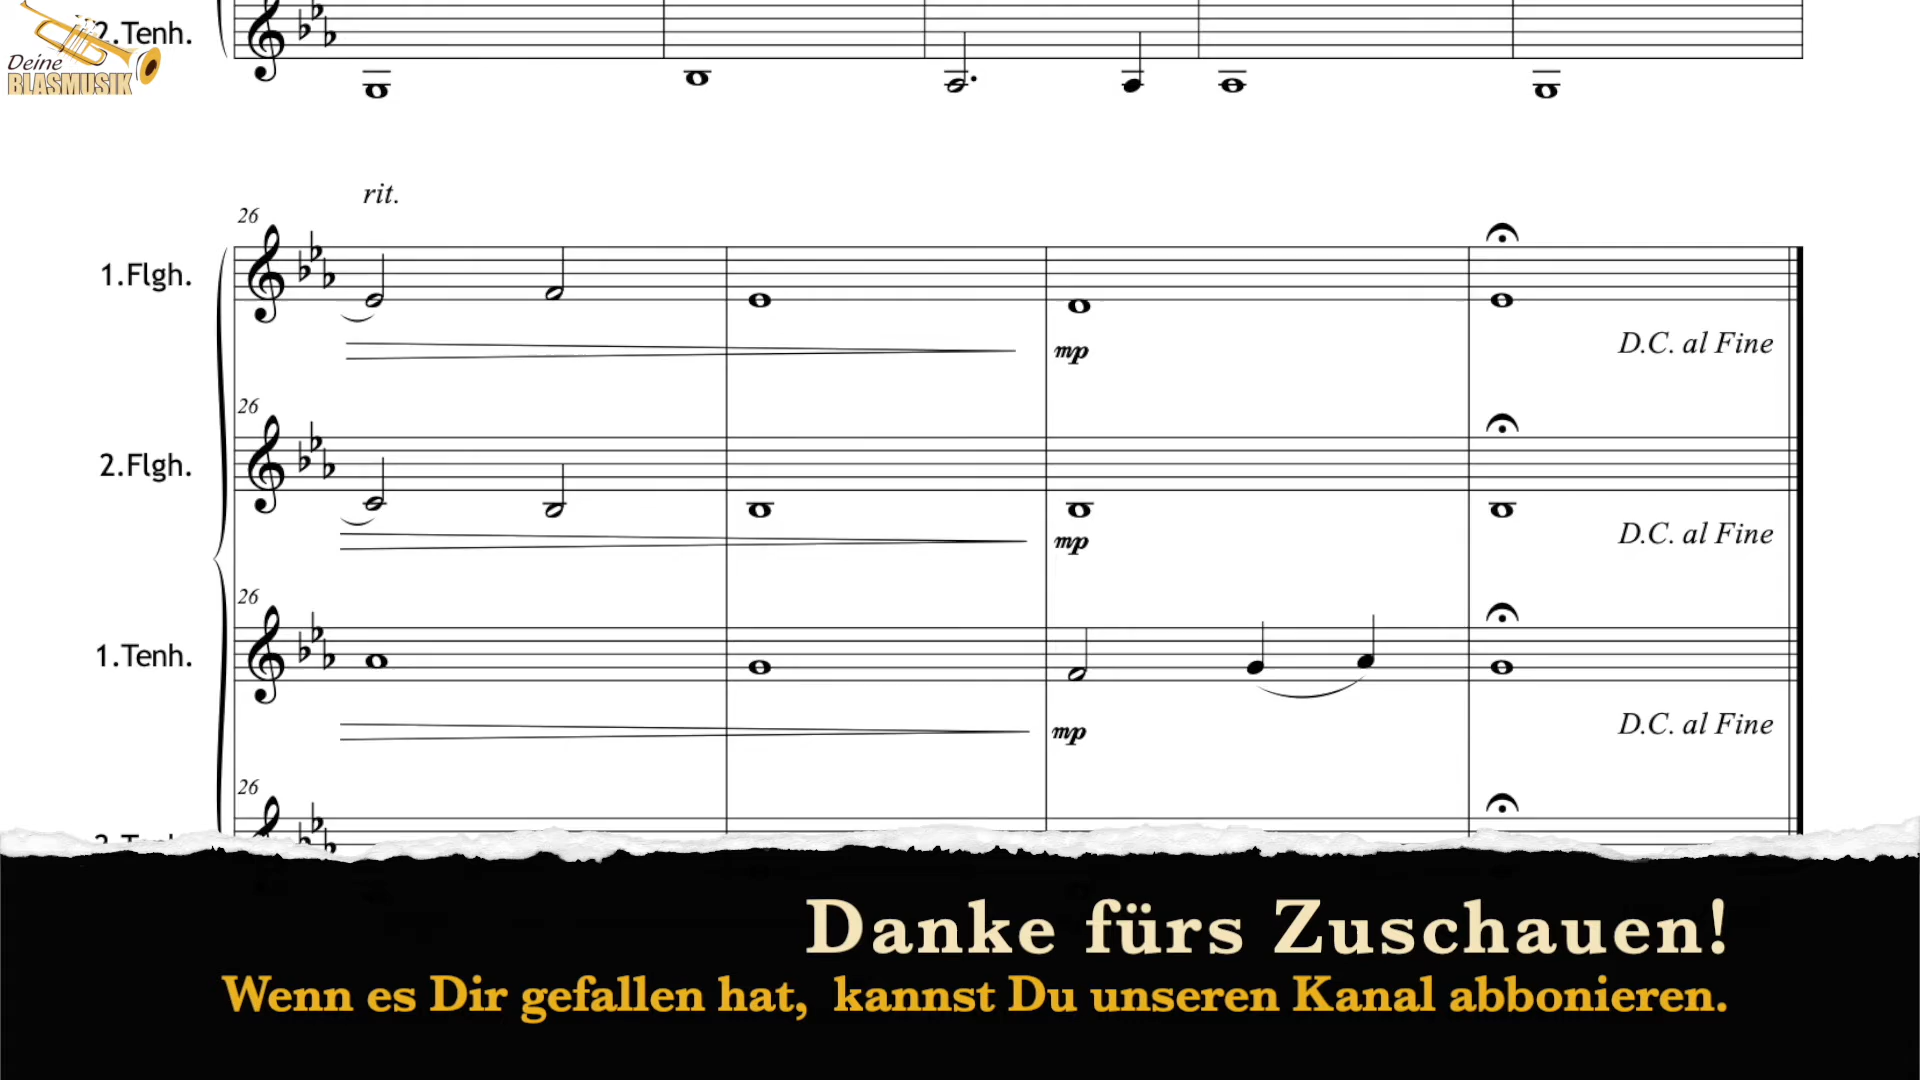 2.Tenh.
Deine
BLASMUSIK
rit.
26
1.Flgh.
mp
D.C. al Fine
26
2.Flgh.
mp
D.C. al Fine
26
1.Tenh.
mp
D.C. al Fine
26
Danke fürs Zuschauen!
Wenn es Dir gefallen hat, kannst Du unseren Kanal abbonieren.